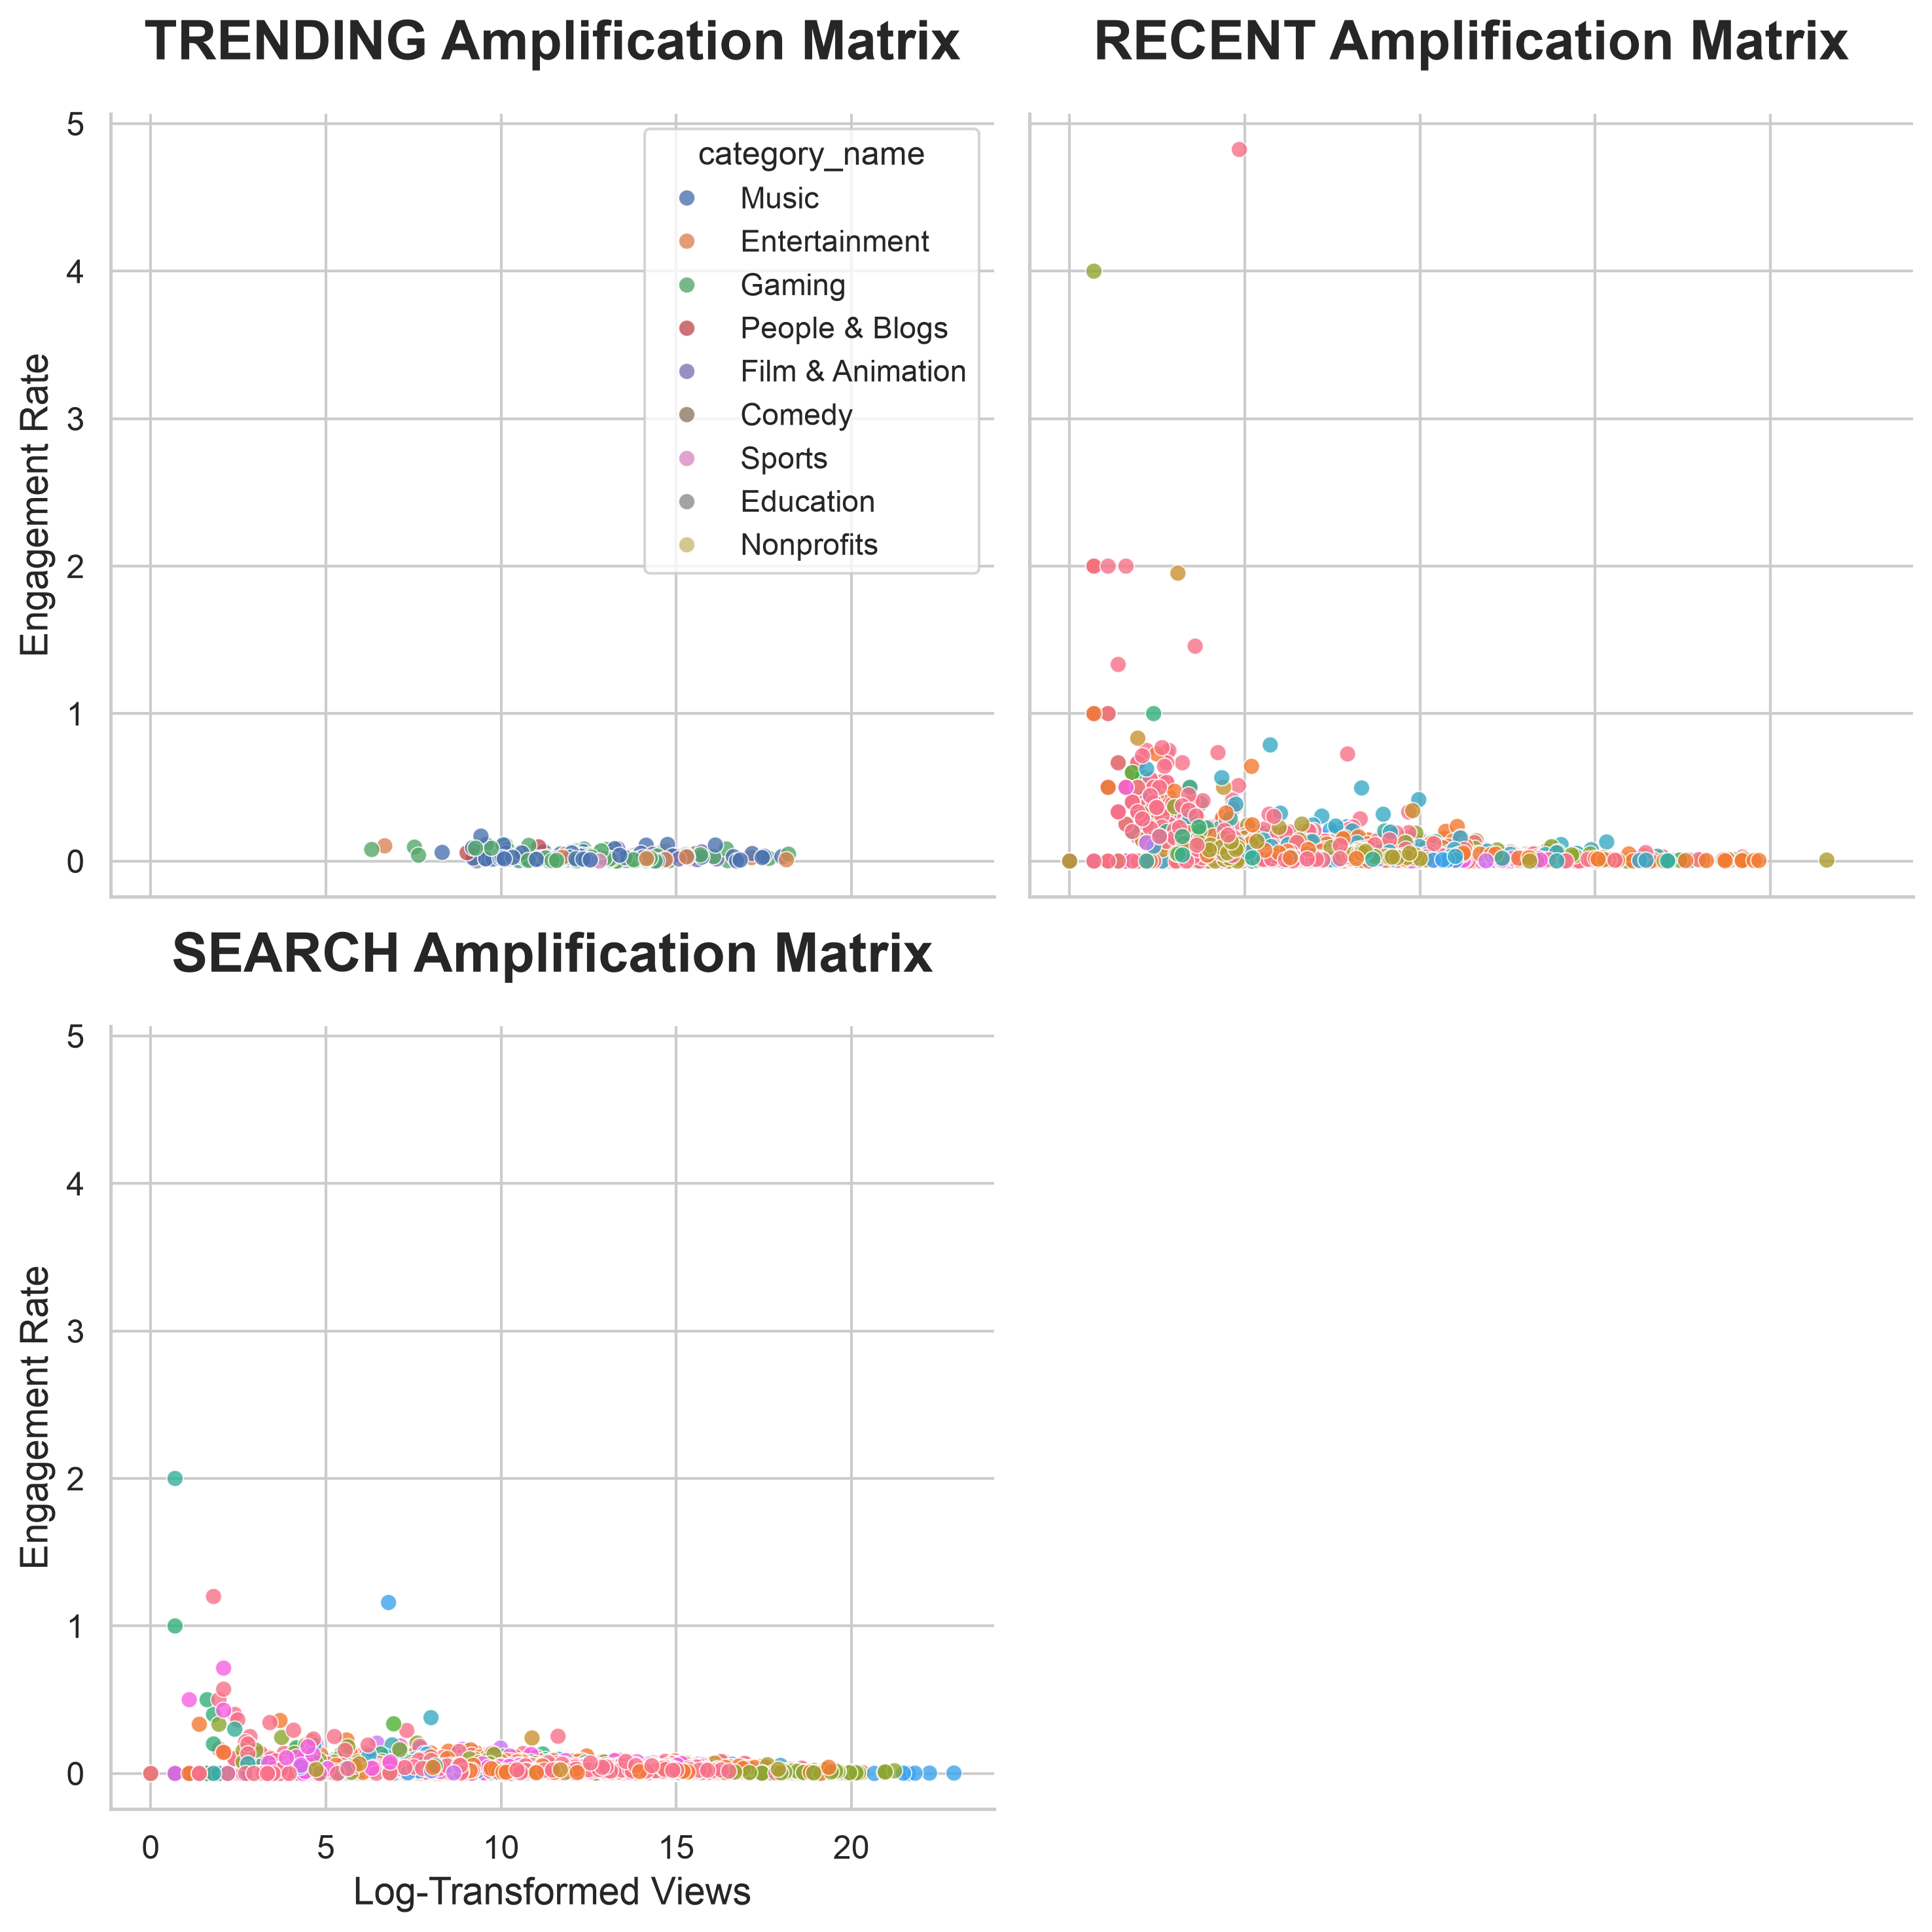 TRENDING Amplification Matrix
RECENT Amplification Matrix
5
4
3
2
1
0
Engagement Rate
category_name
Music
Entertainment
Gaming
People & Blogs
Film & Animation
Comedy
Sports
Education
Nonprofits
SEARCH Amplification Matrix
5
4
3
2
1
0
Engagement Rate
0 5 10 15 20
Log-Transformed Views